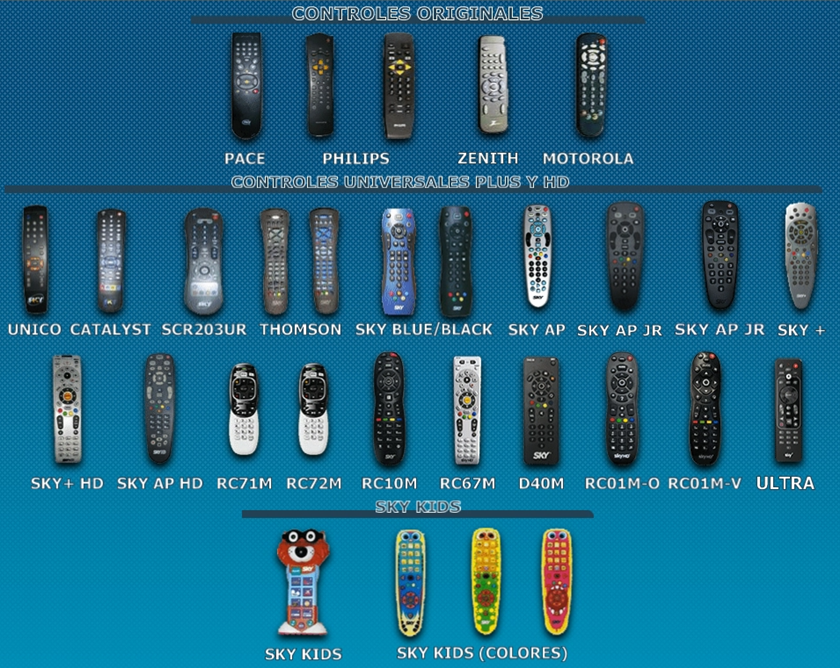 CONTROLES ORIGINALES
PACE PHILIPS ZENITH MOTOROLA
CONTROLES UNIVERSALES PLUS Y HD
UNICO CATALYST SCR203UR THOMSON SKY BLUE/BLACK SKY AP SKY AP JR SKY AP JR SKY +
SKY+ HD SKY AP HD RC71M RC72M RC10M RC67M D40M RC01M-O RC01M-V ULTRA
SKY KIDS
SKY KIDS SKY KIDS (COLORES)